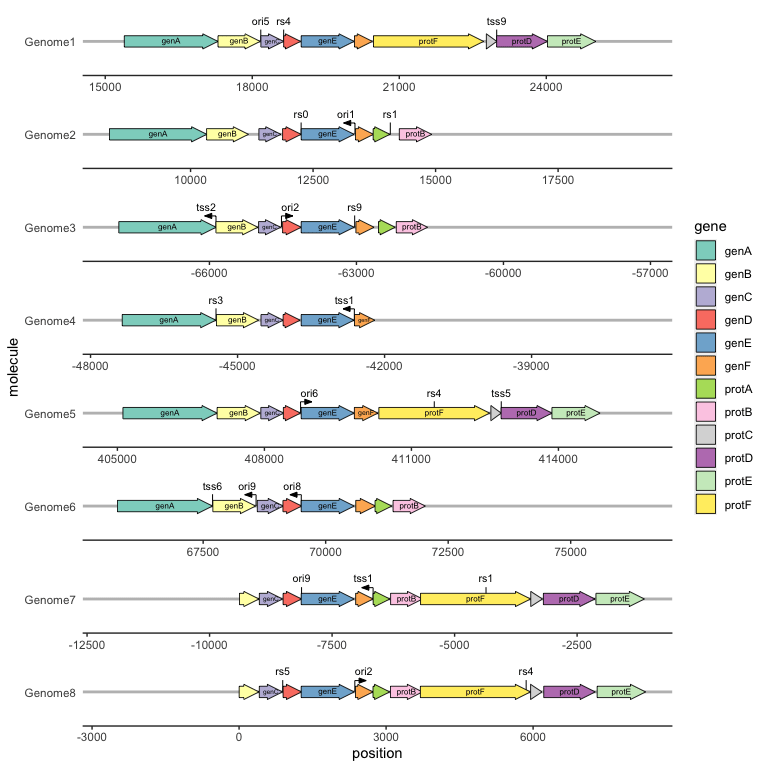 ori5 rs4 tss9
Genome1 genA genB genC genE protF protD protE
15000 18000 21000 24000
rs0 ori1 rs1
Genome2 genA genB genC genE protB
10000 12500 15000 17500
tss2 ori2 rs9
Genome3 genA genB genC genE protB
-66000 -63000 -60000 -57000
rs3 tss1
Genome4 genA genB genC genE genF
-48000 -45000 -42000 -39000
ori6 rs4 tss5
Genome5 genA genB genC genE genF protF protD protE
405000 408000 411000 414000
tss6 ori9 ori8
Genome6 genA genB genC genE protB
67500 70000 72500 75000
ori9 tss1 rs1
Genome7 genC genE protB protF protD protE
-12500 -10000 -7500 -5000 -2500
rs5 ori2 rs4
Genome8 genC genE protB protF protD protE
-3000 0 3000 6000
position
molecule
gene
genA
genB
genC
genD
genE
genF
protA
protB
protC
protD
protE
protF